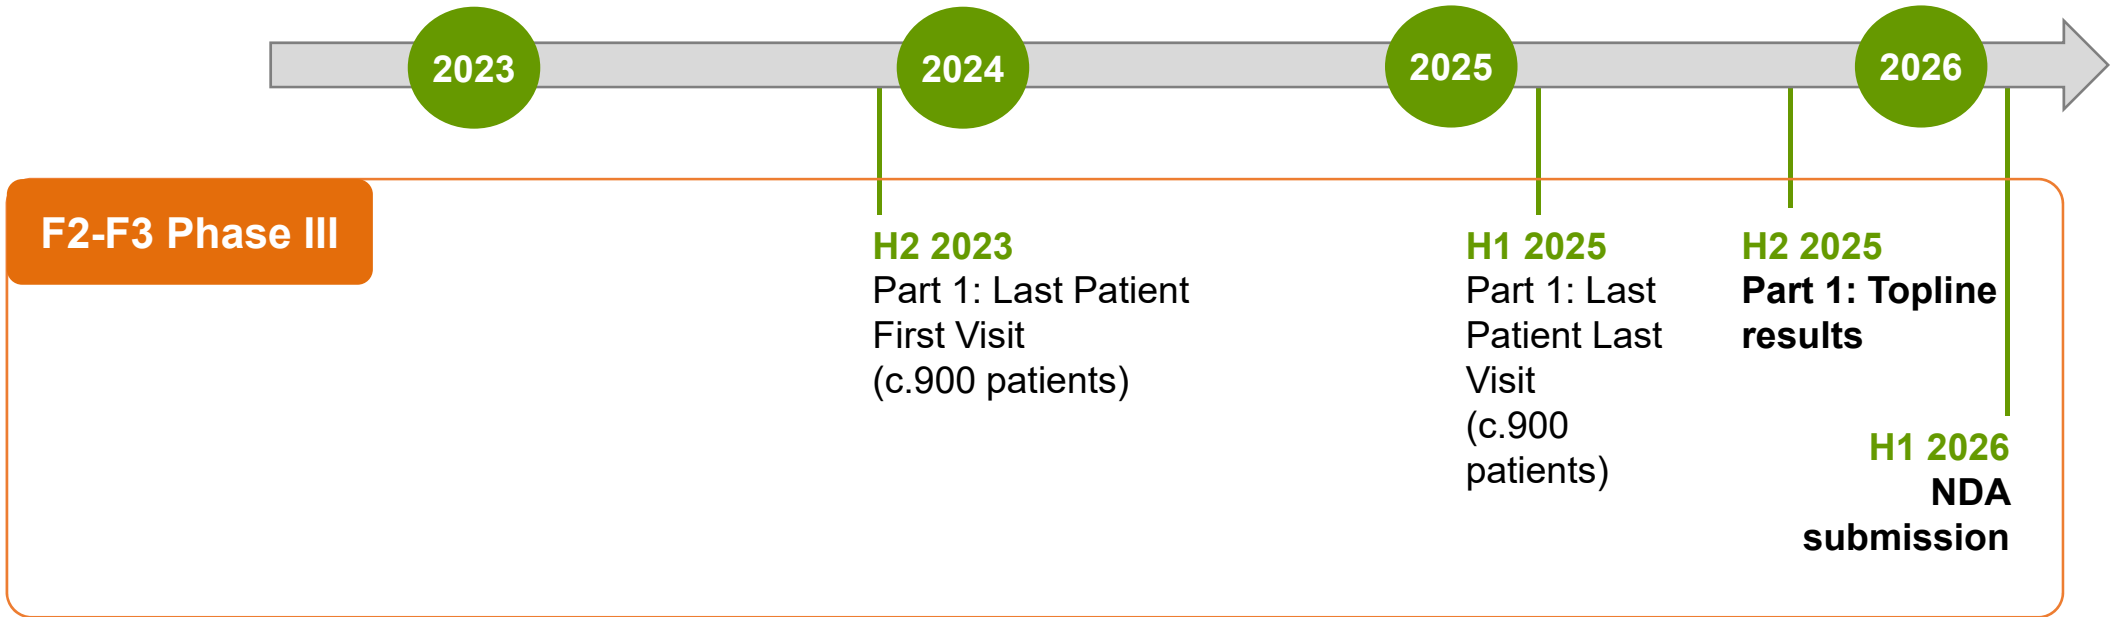 2023
2024
2025
2026
F2-F3 Phase III
H2 2023
Part 1: Last Patient
First Visit
(c.900 patients)
H1 2025
Part 1: Last
Patient Last
Visit
(c.900
patients)
H2 2025
Part 1: Topline
results
H1 2026
NDA
submission